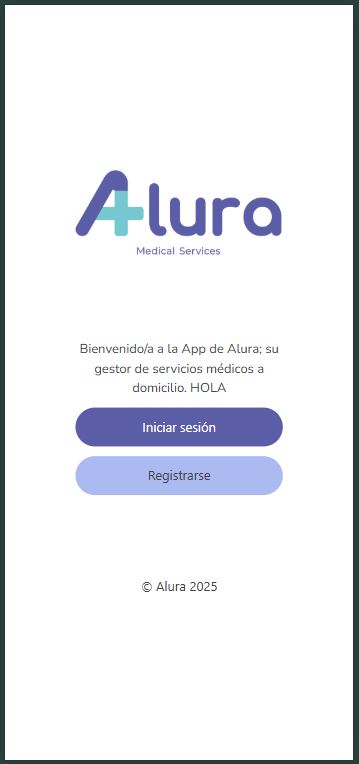 Alura
Medical Services
Bienvenido/a a la App de Alura; su
gestor de servicios médicos a
domicilio. HOLA
Iniciar sesión
Registrarse
© Alura 2025